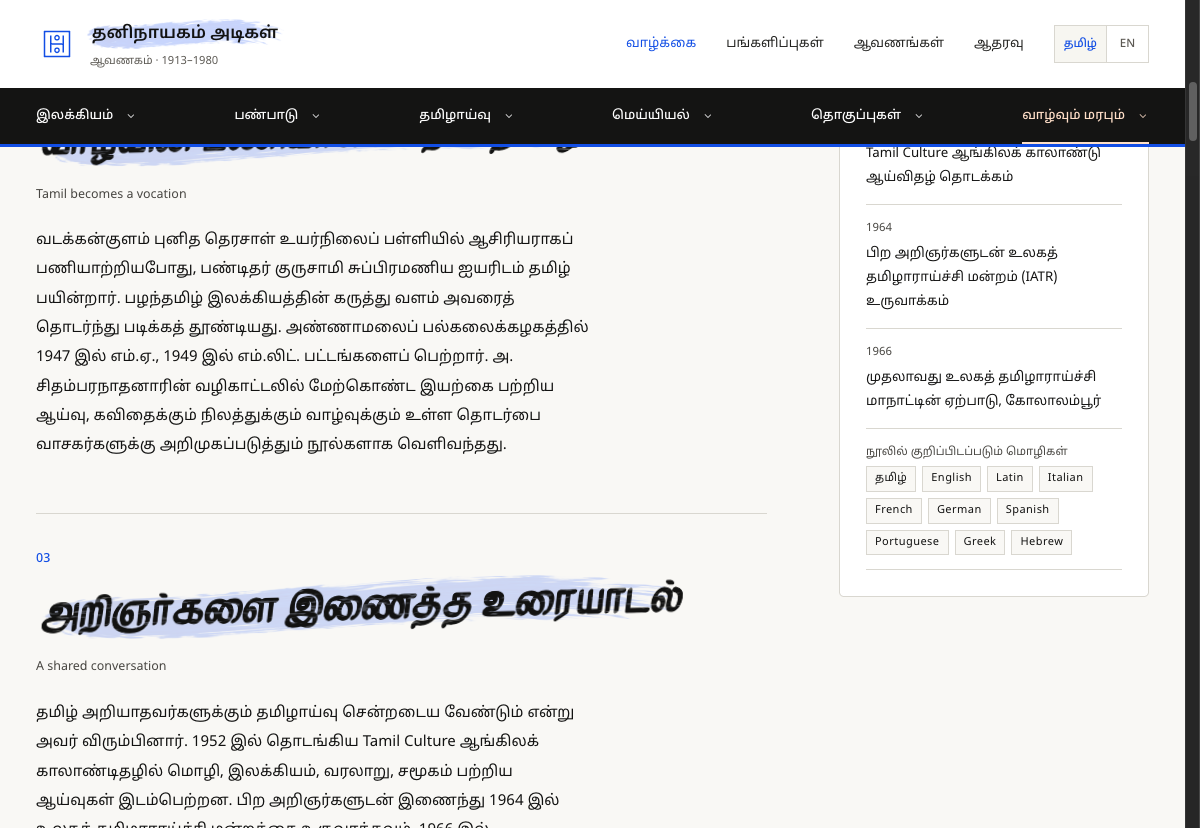 தனிநாயகம் அடிகள்
ஆவணகம் · 1913–1980
வாழ்க்கை
பங்களிப்புகள்
ஆவணங்கள்
ஆதரவு
தமிழ்
EN
இலக்கியம்
பண்பாடு
தமிழாய்வு
மெய்யியல்
தொகுப்புகள்
வாழ்வும் மரபும்
Tamil becomes a vocation
வடக்கன்குளம் புனித தெரசாள் உயர்நிலைப் பள்ளியில் ஆசிரியராகப்
பணியாற்றியபோது, பண்டிதர் குருசாமி சுப்பிரமணிய ஐயரிடம் தமிழ்
பயின்றார். பழந்தமிழ் இலக்கியத்தின் கருத்து வளம் அவரைத்
தொடர்ந்து படிக்கத் தூண்டியது. அண்ணாமலைப் பல்கலைக்கழகத்தில்
1947 இல் எம்.ஏ., 1949 இல் எம்.லிட். பட்டங்களைப் பெற்றார். அ.
சிதம்பரநாதனாரின் வழிகாட்டலில் மேற்கொண்ட இயற்கை பற்றிய
ஆய்வு, கவிதைக்கும் நிலத்துக்கும் வாழ்வுக்கும் உள்ள தொடர்பை
வாசகர்களுக்கு அறிமுகப்படுத்தும் நூல்களாக வெளிவந்தது.
03
அறிஞர்களை இணைத்த உரையாடல்
A shared conversation
தமிழ் அறியாதவர்களுக்கும் தமிழாய்வு சென்றடைய வேண்டும் என்று
அவர் விரும்பினார். 1952 இல் தொடங்கிய Tamil Culture ஆங்கிலக்
காலாண்டிதழில் மொழி, இலக்கியம், வரலாறு, சமூகம் பற்றிய
ஆய்வுகள் இடம்பெற்றன. பிற அறிஞர்களுடன் இணைந்து 1964 இல்
Tamil Culture ஆங்கிலக் காலாண்டு
ஆய்விதழ் தொடக்கம்
1964
பிற அறிஞர்களுடன் உலகத்
தமிழாராய்ச்சி மன்றம் (IATR)
உருவாக்கம்
1966
முதலாவது உலகத் தமிழாராய்ச்சி
மாநாட்டின் ஏற்பாடு, கோலாலம்பூர்
நூலில் குறிப்பிடப்படும் மொழிகள்
தமிழ்
English
Latin
Italian
French
German
Spanish
Portuguese
Greek
Hebrew